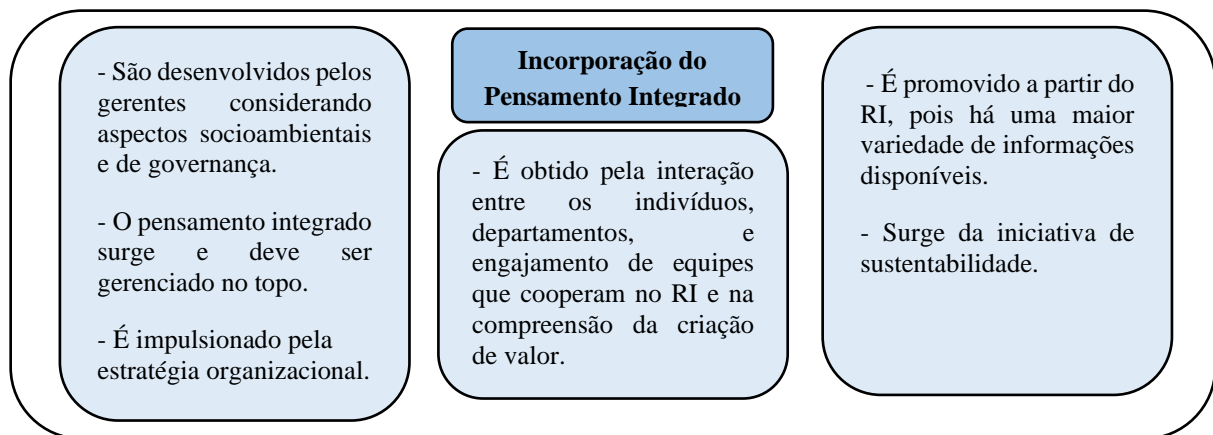 - São desenvolvidos pelos
gerentes considerando
aspectos socioambientais
e de governança.
- O pensamento integrado
surge e deve ser
gerenciado no topo.
- É impulsionado pela
estratégia organizacional.
Incorporação do
Pensamento Integrado
- É obtido pela interação
entre os indivíduos,
departamentos, e
engajamento de equipes
que cooperam no RI e na
compreensão da criação
de valor.
- É promovido a partir do
RI, pois há uma maior
variedade de informações
disponíveis.
- Surge da iniciativa de
sustentabilidade.